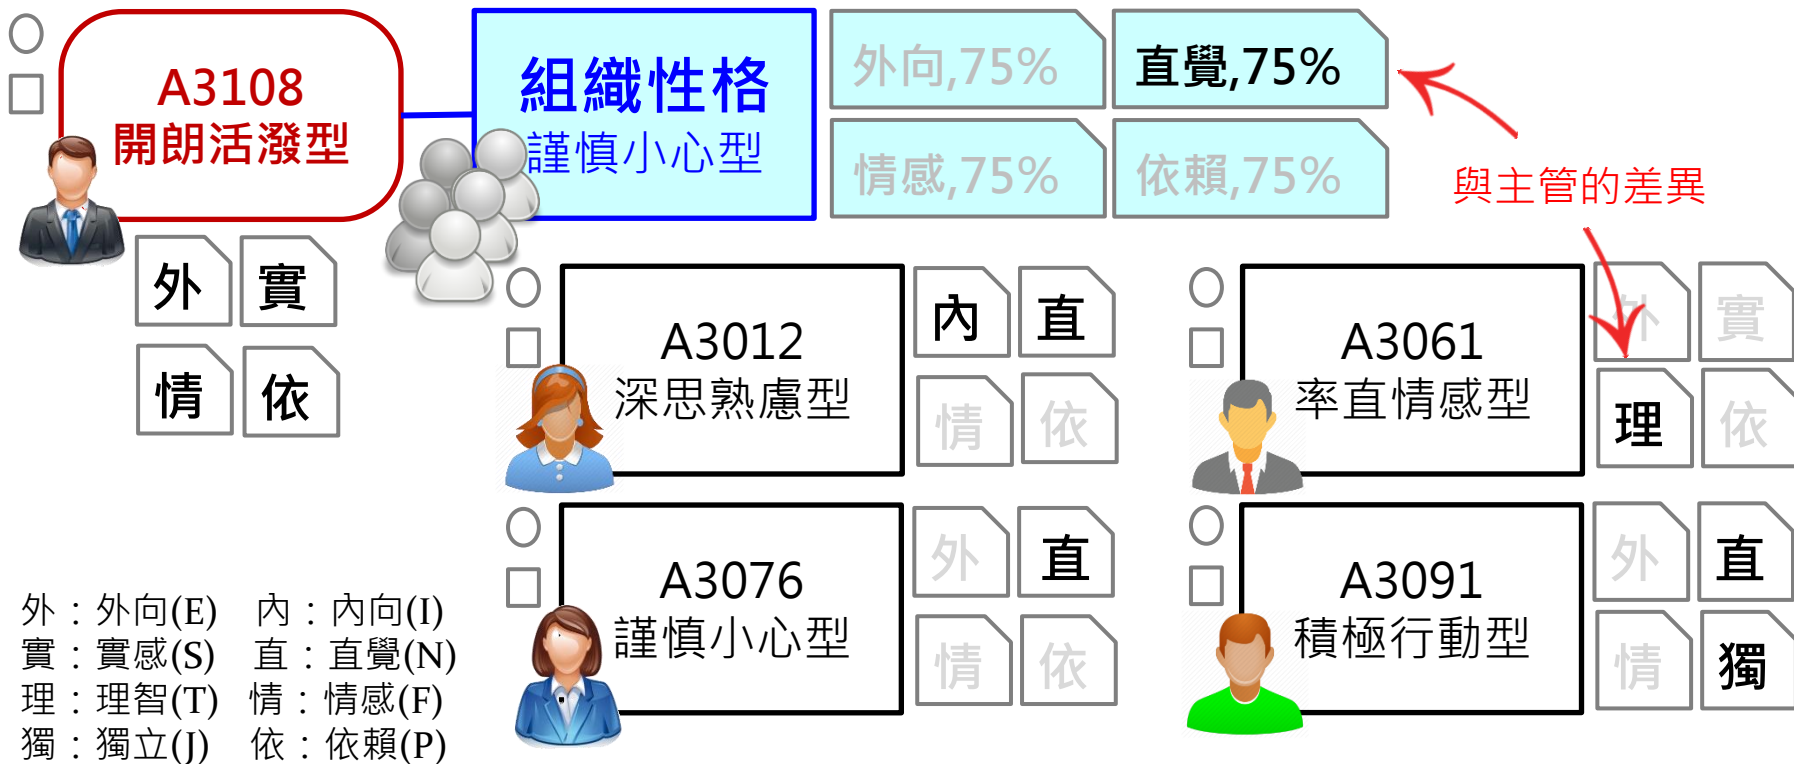 A3108
開朗活潑型
組織性格
謹慎小心型
外向,75%
直覺,75%
情感,75%
依賴,75%
與主管的差異
外
實
情
依
A3012
深思熟慮型
內
直
情
依
A3061
率直情感型
外
實
理
依
A3076
謹慎小心型
外
直
情
依
A3091
積極行動型
外
直
情
獨
外：外向(E) 內：內向(I)
實：實感(S) 直：直覺(N)
理：理智(T) 情：情感(F)
獨：獨立(J) 依：依賴(P)